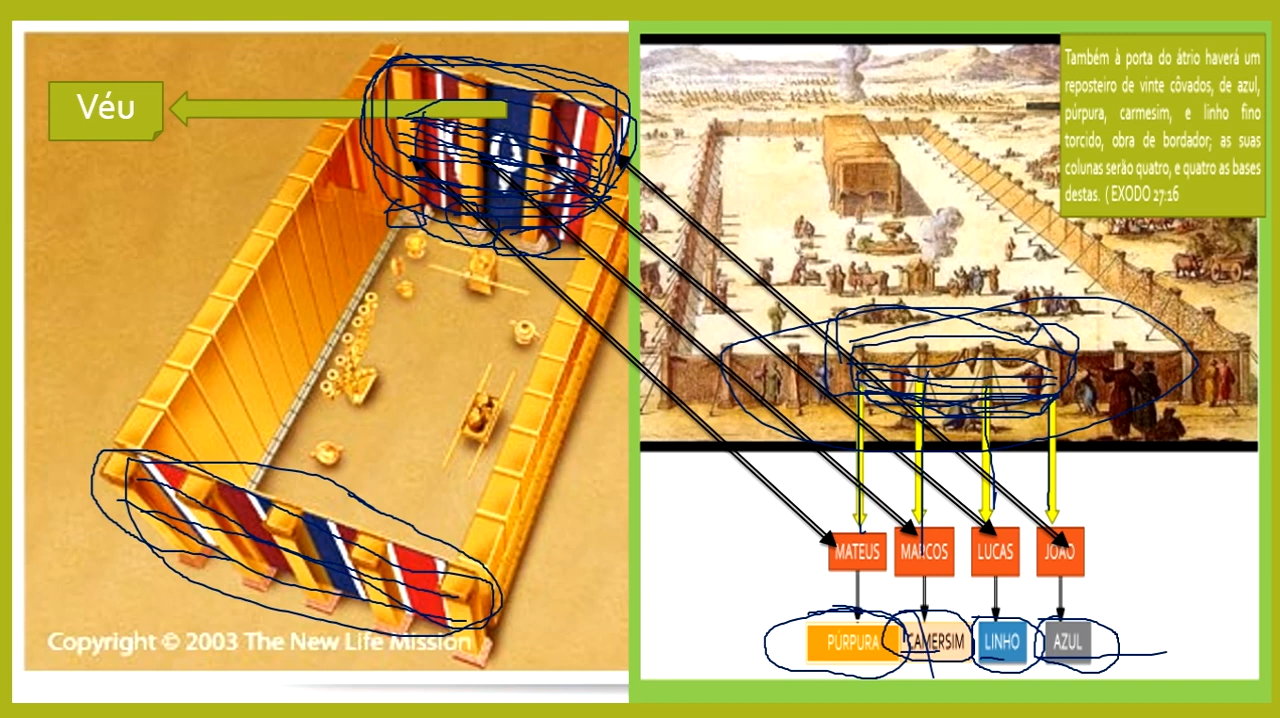 Véu
Também à porta do átrio haverá um
reposteiro de vinte côvados, de azul,
púrpura, carmesim, e linho fino
torcido, obra de bordador; as suas
colunas serão quatro, e quatro as bases
destas. ( EXODO 27:16
MATEUS
MARCOS
LUCAS
JOÃO
PÚRPURA
CAMERSIM
LINHO
AZUL
Copyright © 2003 The New Life Mission